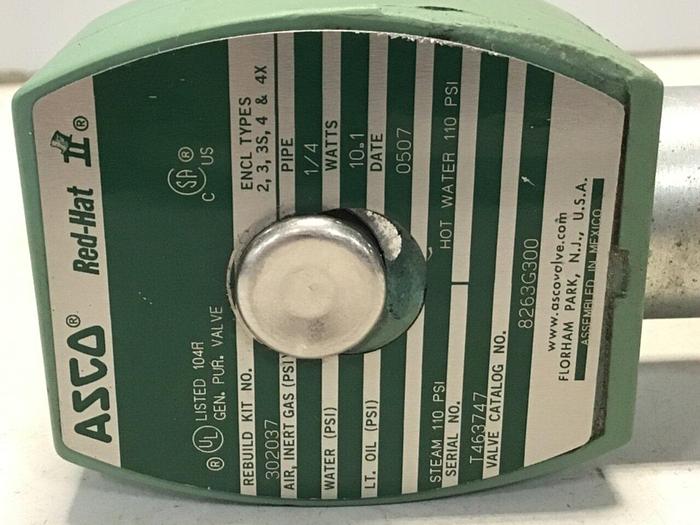 ASCO® Red-Hat II®
® UL LISTED 104R
GEN. PUR. VALVE
C SA® US
REBUILD KIT NO. ENCL TYPES
302037 2, 3, 3S, 4 & 4X
AIR, INERT GAS (PSI) PIPE
1/4
WATER (PSI) WATTS
10.1
LT. OIL (PSI) DATE
0507
STEAM 110 PSI HOT WATER 110 PSI
SERIAL NO.
T463747
VALVE CATALOG NO.
8263G300
www.ascovalve.com
FLORHAM PARK, N.J., U.S.A.
ASSEMBLED IN MEXICO